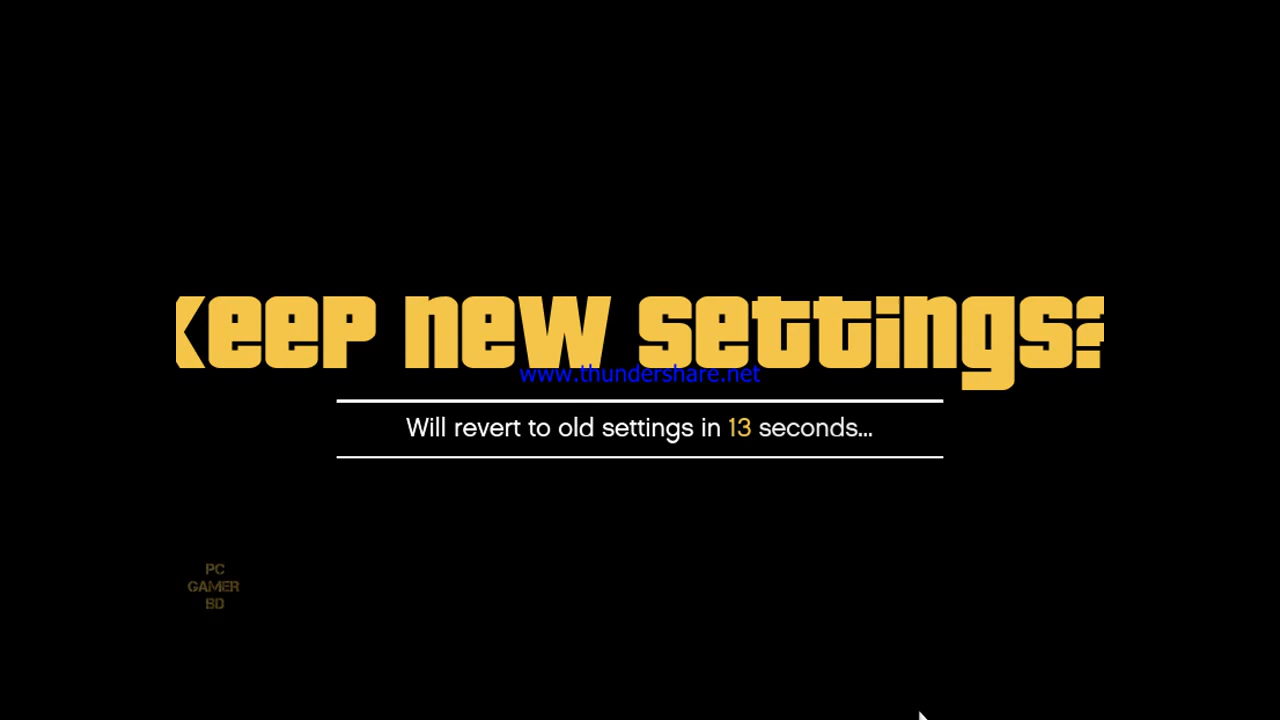 Keep new settings?
www.thundershare.net
Will revert to old settings in 13 seconds...
PC
GAMER
BD